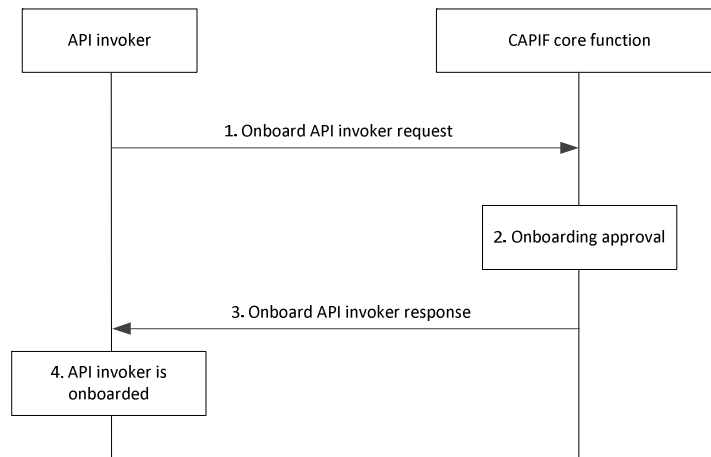 API invoker
CAPIF core function
1. Onboard API invoker request
2. Onboarding approval
3. Onboard API invoker response
4. API invoker is
onboarded